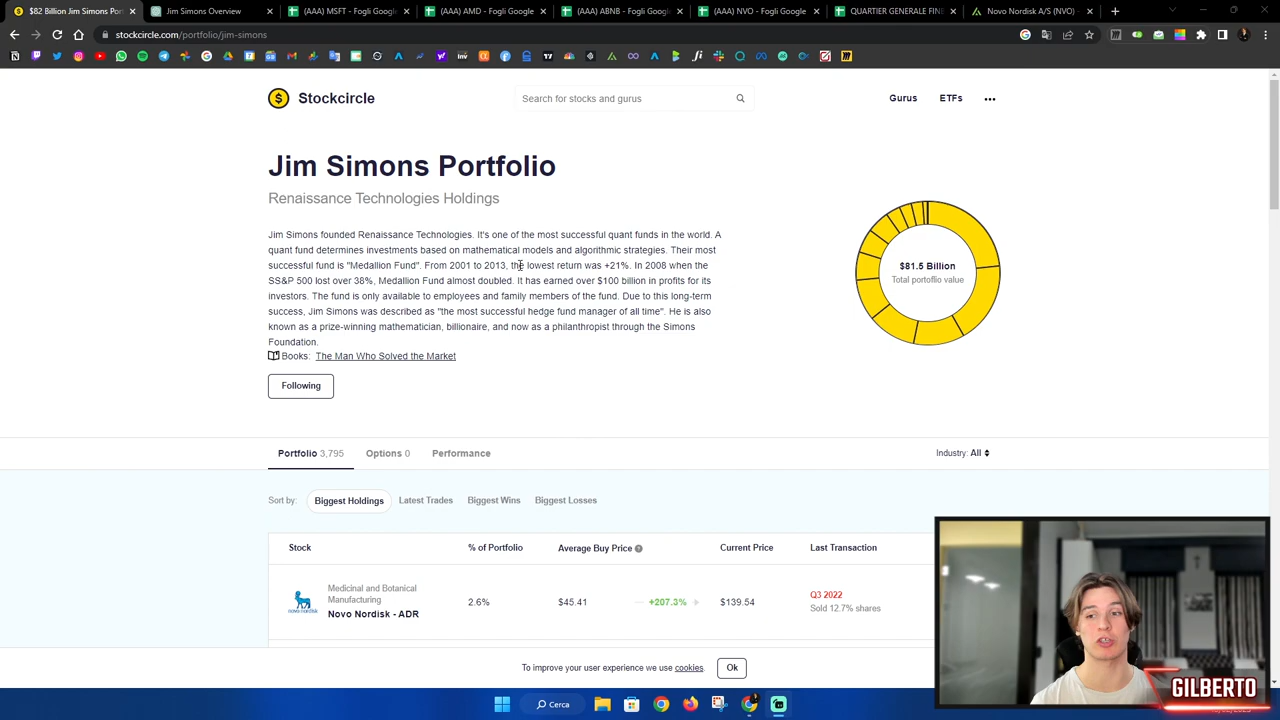 $82 Billion Jim Simons Por
Jim Simons Overview
(AAA) MSFT - Fogli Google
(AAA) AMD - Fogli Google
(AAA) ABNB - Fogli Google
(AAA) NVO - Fogli Google
QUARTIER GENERALE FINE
Novo Nordisk A/S (NVO)
stockcircle.com/portfolio/jim-simons
Stockcircle
Search for stocks and gurus
Gurus
ETFs
Jim Simons Portfolio
Renaissance Technologies Holdings
Jim Simons founded Renaissance Technologies. It's one of the most successful quant funds in the world. A
quant fund determines investments based on mathematical models and algorithmic strategies. Their most
successful fund is "Medallion Fund". From 2001 to 2013, the lowest return was +21%. In 2008 when the
SS&P 500 lost over 38%, Medallion Fund almost doubled. It has earned over $100 billion in profits for its
investors. The fund is only available to employees and family members of the fund. Due to this long-term
success, Jim Simons was described as "the most successful hedge fund manager of all time". He is also
known as a prize-winning mathematician, billionaire, and now as a philanthropist through the Simons
Foundation.
Books: The Man Who Solved the Market
Following
$81.5 Billion
Total portoflio value
Portfolio 3,795
Options 0
Performance
Industry: All
Sort by:
Biggest Holdings
Latest Trades
Biggest Wins
Biggest Losses
Stock
% of Portfolio
Average Buy Price
Current Price
Last Transaction
Medicinal and Botanical
Manufacturing
Novo Nordisk - ADR
2.6%
$45.41
+207.3%
$139.54
Q3 2022
Sold 12.7% shares
To improve your user experience we use cookies.
Ok
GILBERTO
Cerca